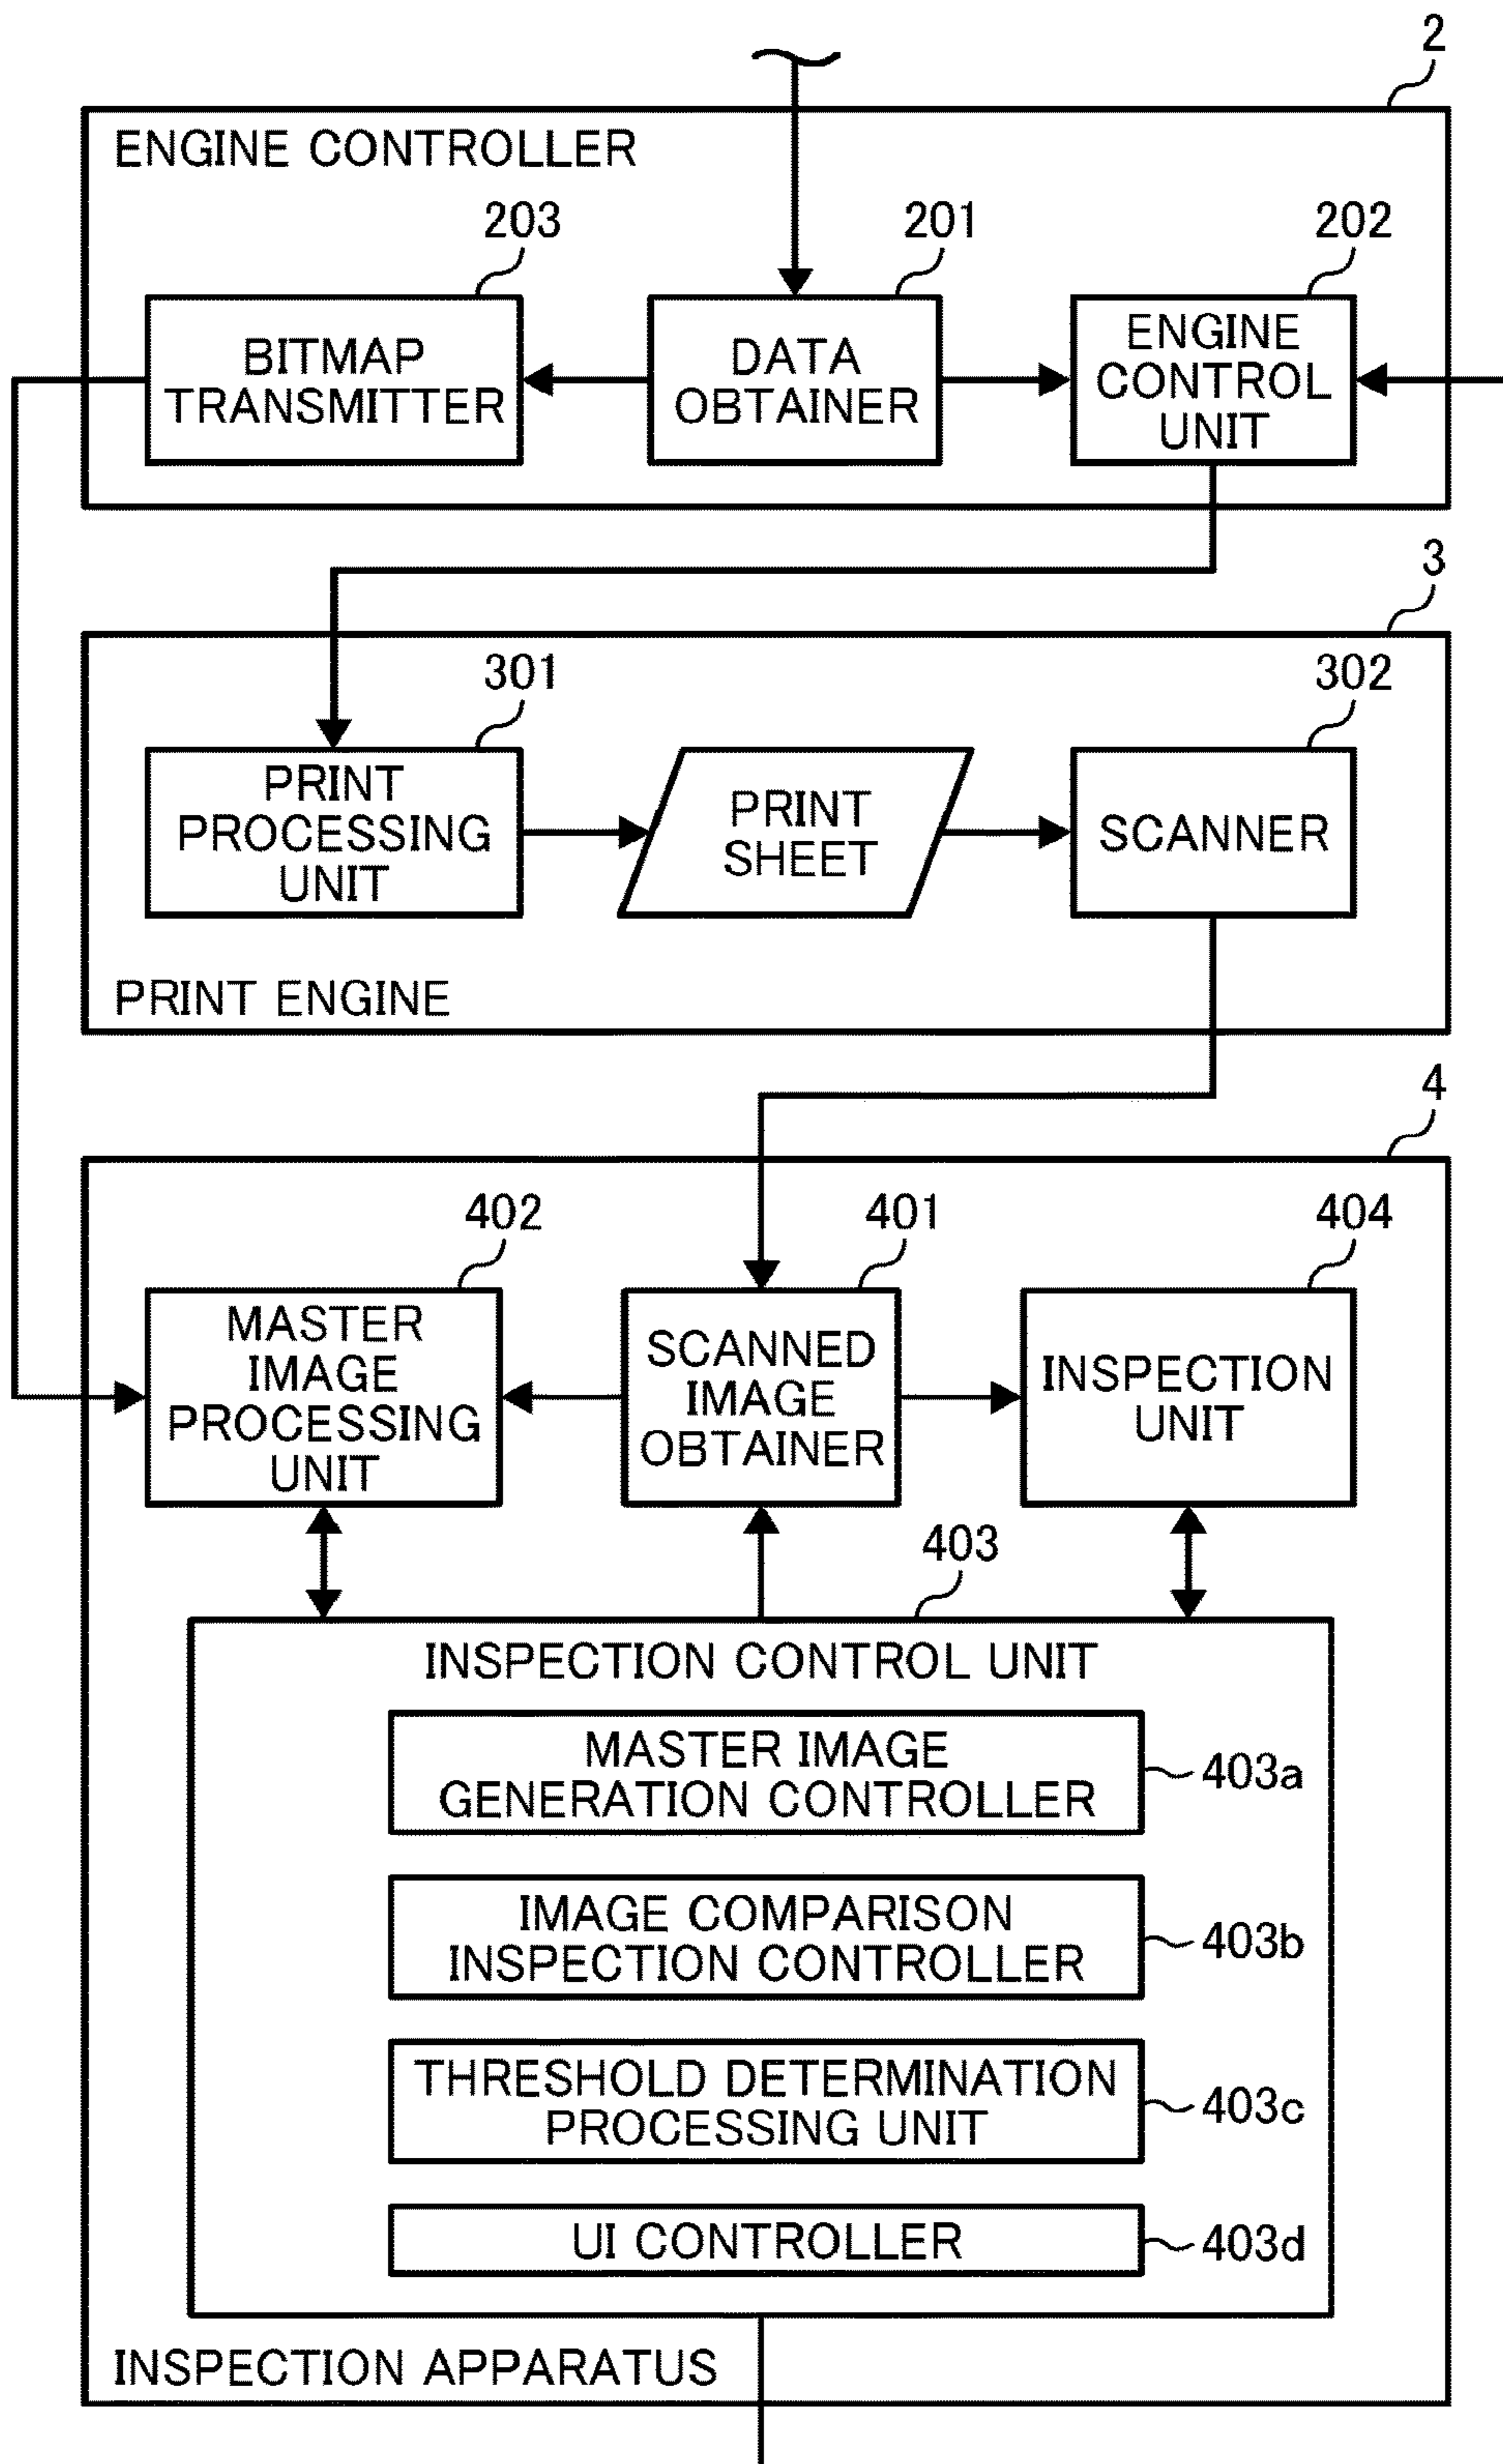 2
ENGINE CONTROLLER
203
201
202
BITMAP
TRANSMITTER
DATA
OBTAINER
ENGINE
CONTROL
UNIT
3
301
302
PRINT
PROCESSING
UNIT
PRINT
SHEET
SCANNER
PRINT ENGINE
4
402
401
404
MASTER
IMAGE
PROCESSING
UNIT
SCANNED
IMAGE
OBTAINER
INSPECTION
UNIT
403
INSPECTION CONTROL UNIT
MASTER IMAGE
GENERATION CONTROLLER
403a
IMAGE COMPARISON
INSPECTION CONTROLLER
403b
THRESHOLD DETERMINATION
PROCESSING UNIT
403c
UI CONTROLLER
403d
INSPECTION APPARATUS